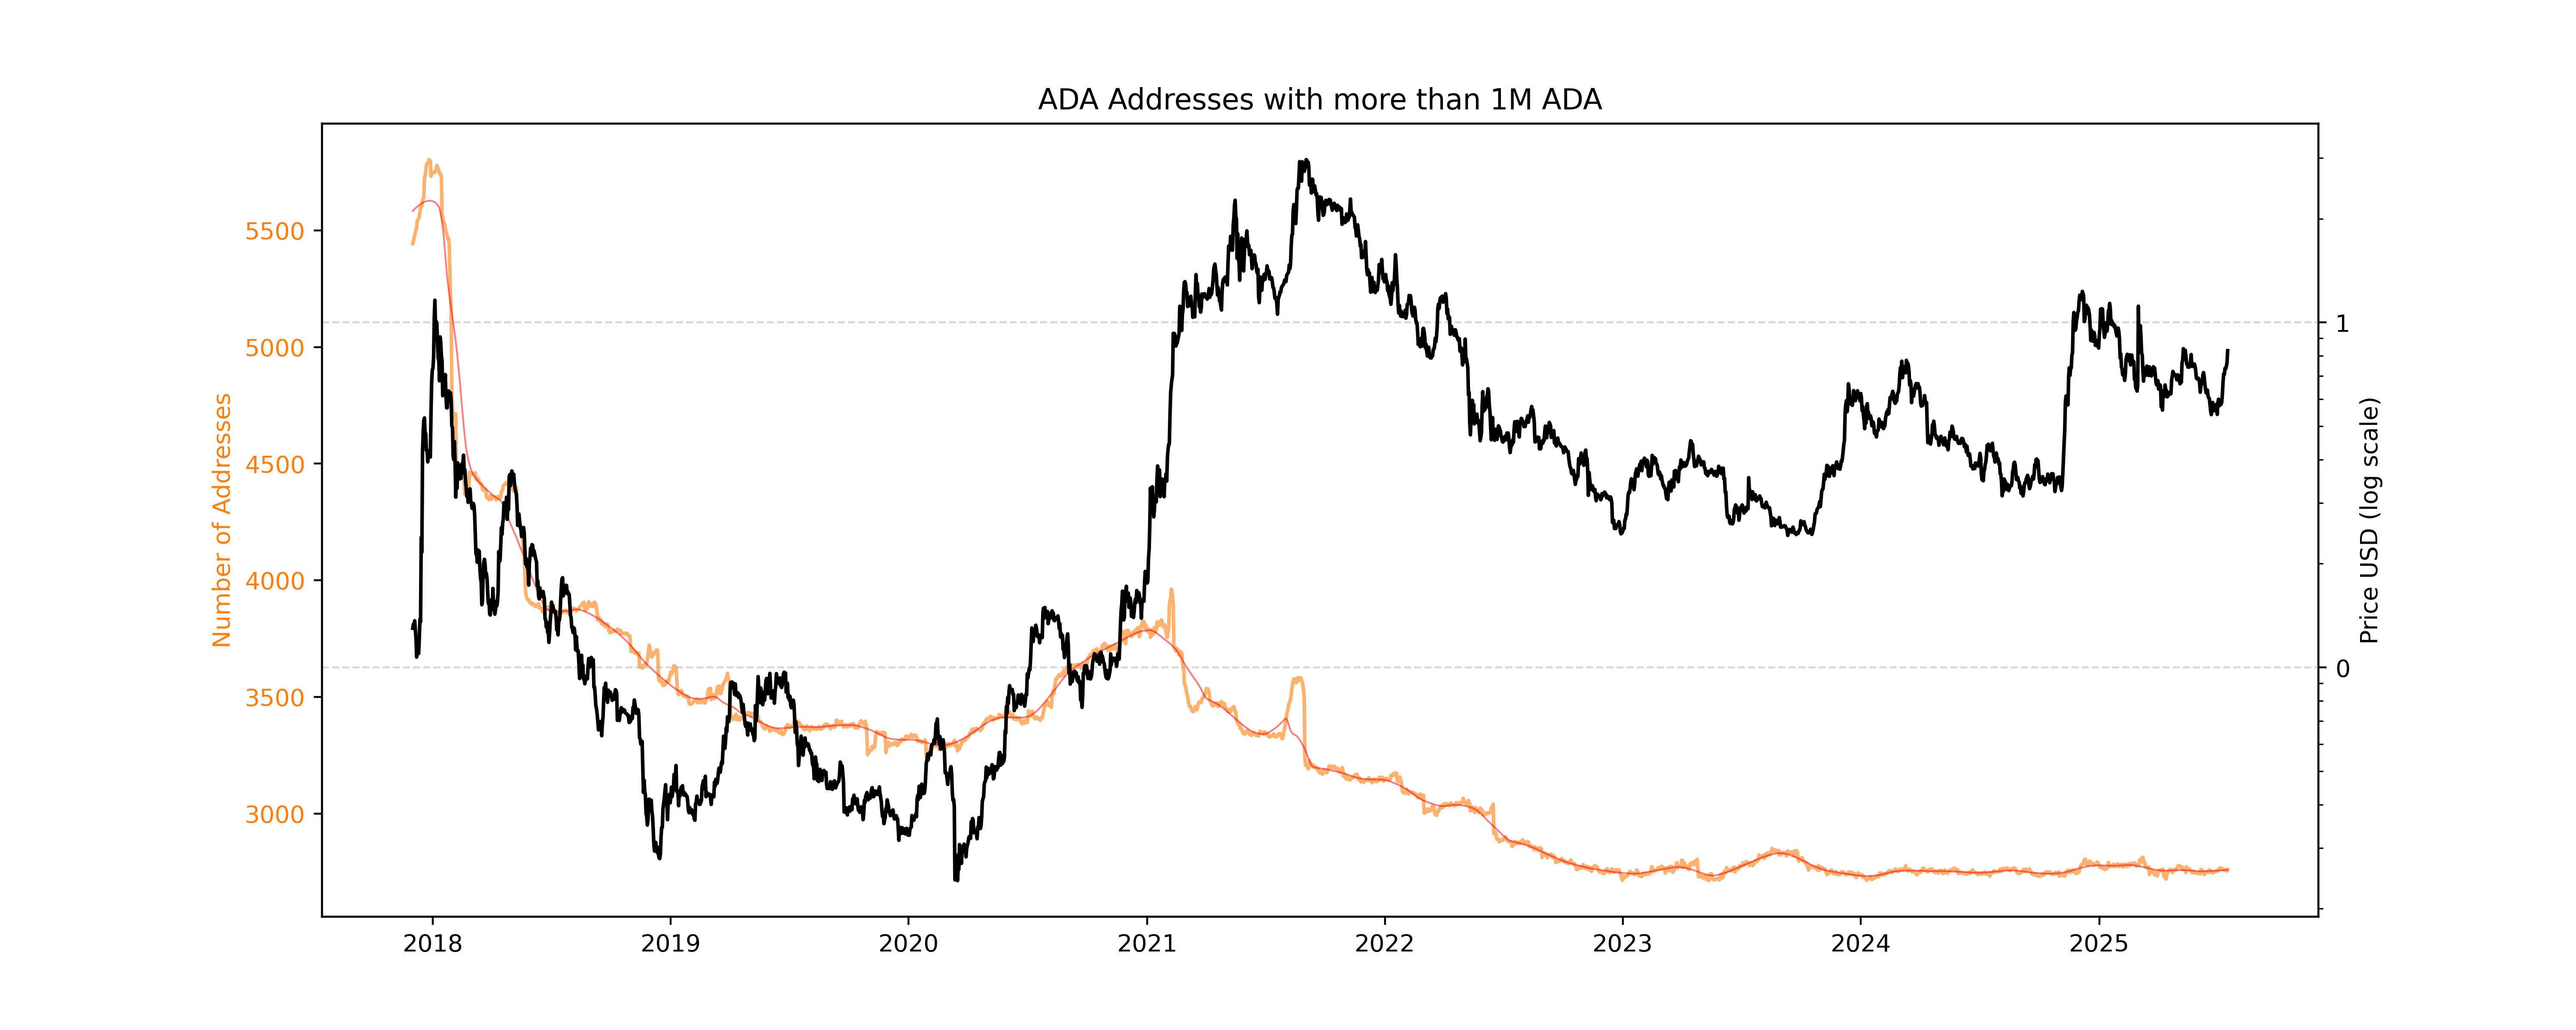 ADA Addresses with more than 1M ADA
Number of Addresses
5500
5000
4500
4000
3500
3000
1
0
Price USD (log scale)
2018 2019 2020 2021 2022 2023 2024 2025